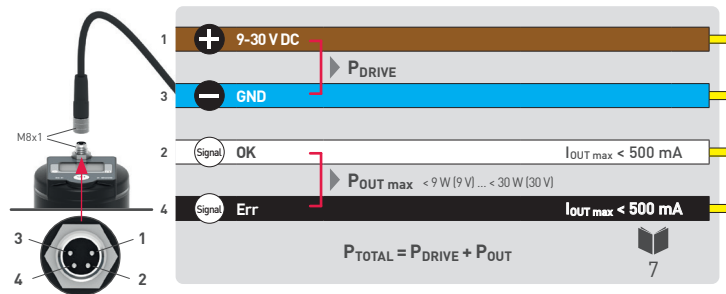 1 + 9-30 V DC
PDRIVE
3 − GND
M8x1
2 Signal OK IOUT max < 500 mA
POUT max < 9 W (9 V) ... < 30 W (30 V)
4 Signal Err IOUT max < 500 mA
3 1
4 2
PTOTAL = PDRIVE + POUT
7